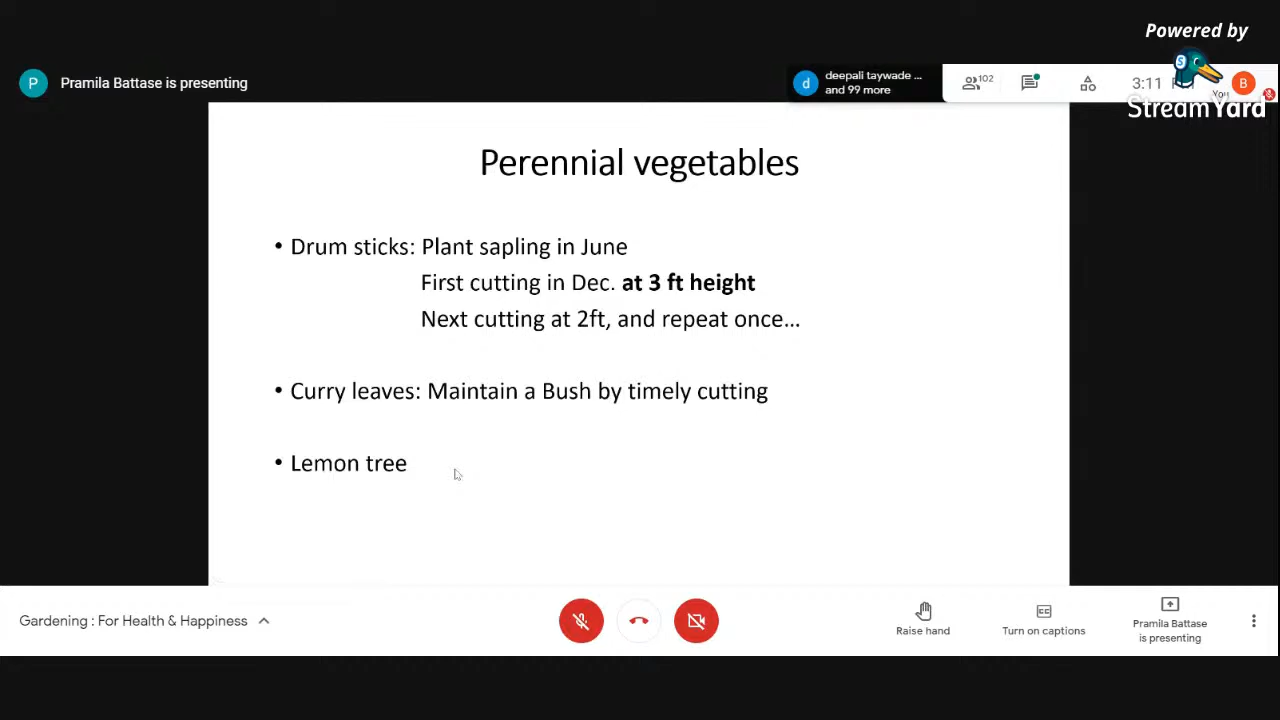 Powered by
P Pramila Battase is presenting
deepali taywade ...
and 99 more
102
3:11
B
You
StreamYard
Perennial vegetables
• Drum sticks: Plant sapling in June
First cutting in Dec. at 3 ft height
Next cutting at 2ft, and repeat once...
• Curry leaves: Maintain a Bush by timely cutting
• Lemon tree
Gardening : For Health & Happiness
Raise hand
Turn on captions
Pramila Battase
is presenting